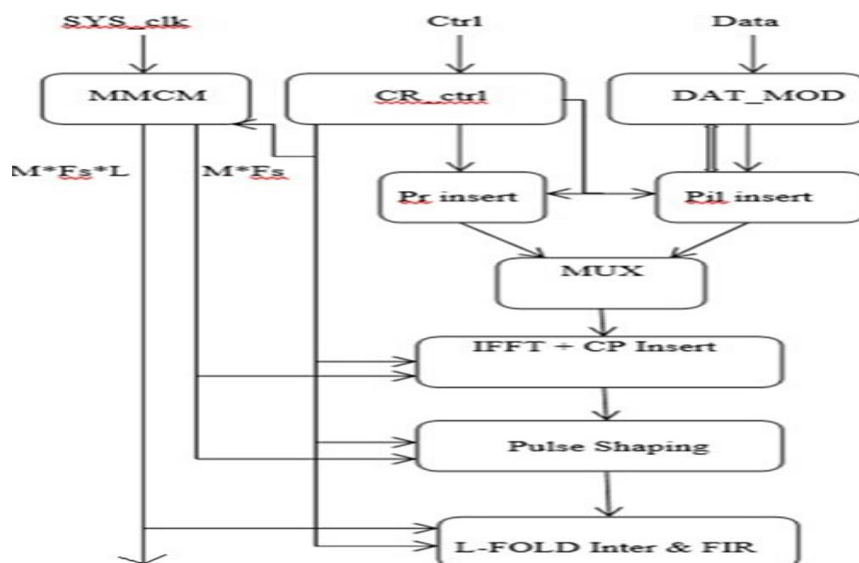 SYS_clk
Ctrl
Data
MMCM
CR_ctrl
DAT_MOD
M*Fs*L
M*Fs
Pr insert
Pil insert
MUX
IFFT + CP Insert
Pulse Shaping
L-FOLD Inter & FIR